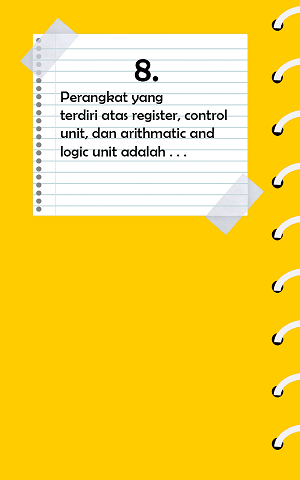 8.
Perangkat yang
terdiri atas register, control
unit, dan arithmatic and
logic unit adalah . . .